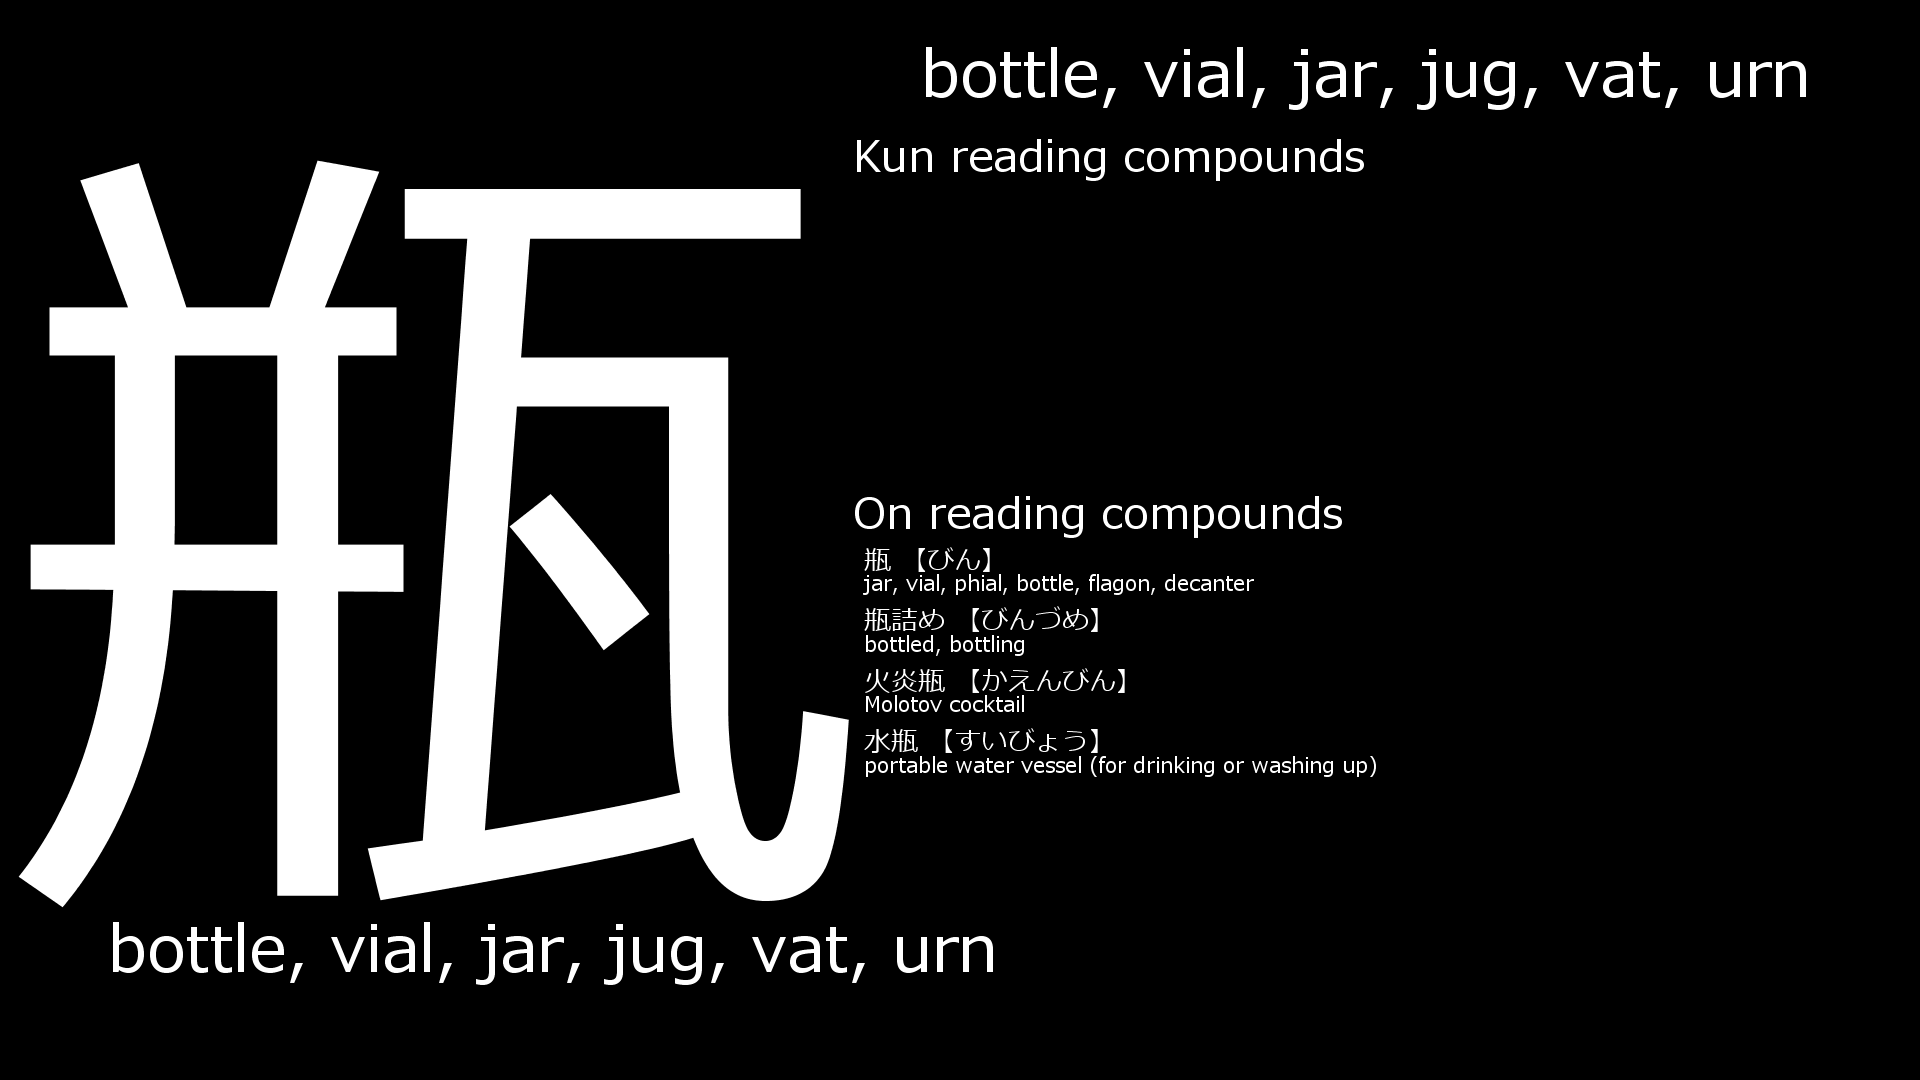 瓶
bottle, vial, jar, jug, vat, urn
bottle, vial, jar, jug, vat, urn
Kun reading compounds
On reading compounds
瓶 【びん】
jar, vial, phial, bottle, flagon, decanter
瓶詰め 【びんづめ】
bottled, bottling
火炎瓶 【かえんびん】
Molotov cocktail
水瓶 【すいびょう】
portable water vessel (for drinking or washing up)